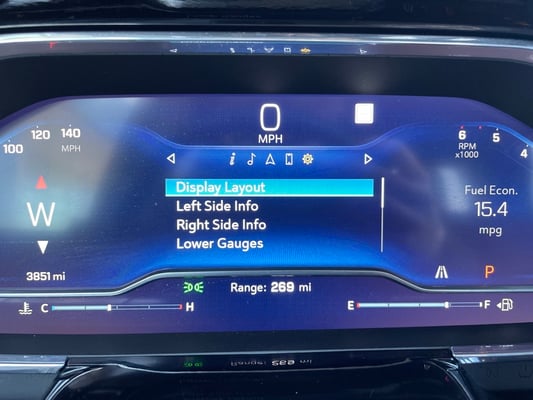 0
MPH
100 120 140
MPH
6 5 4
RPM
x1000
i
Display Layout
Left Side Info
Right Side Info
Lower Gauges
W
Fuel Econ.
15.4
mpg
3851 mi
P
Range: 269 mi
C H
E F